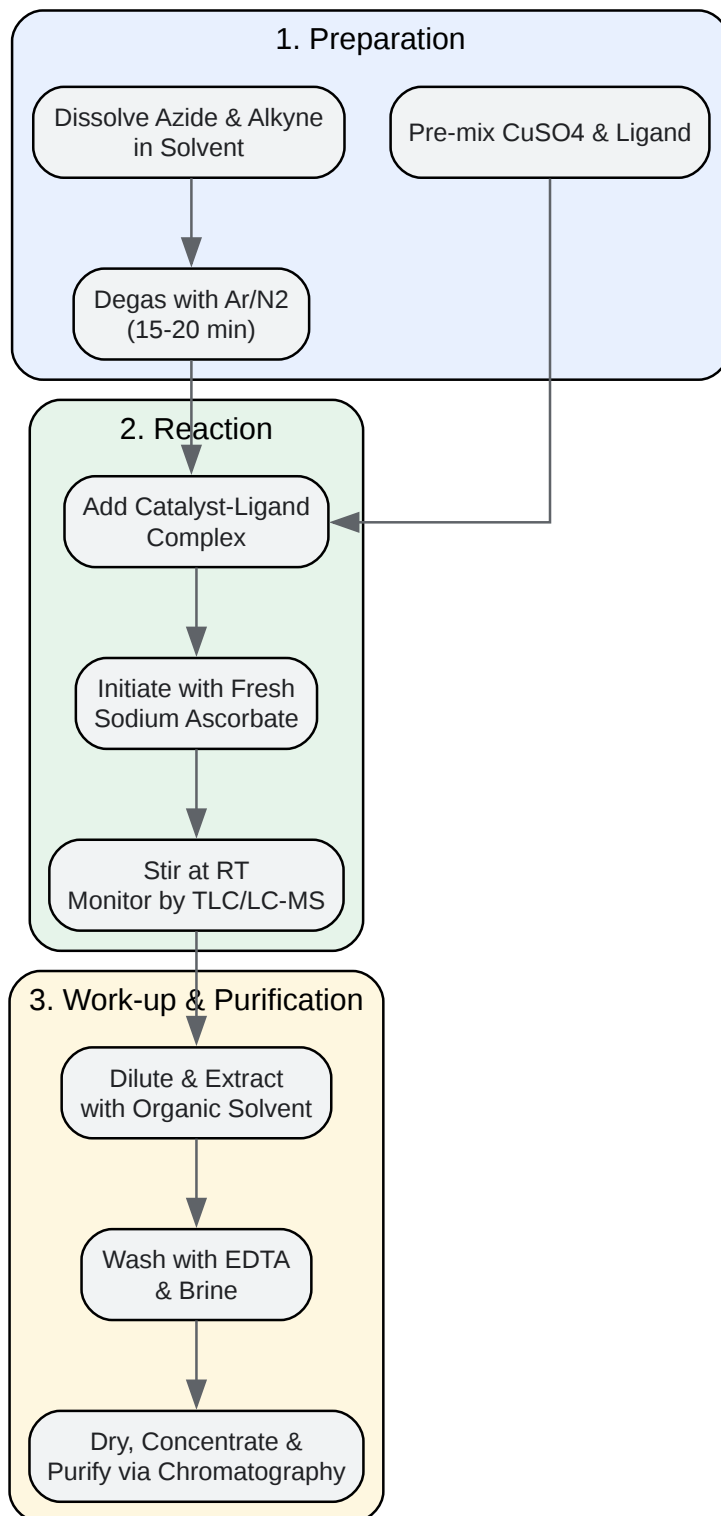 1. Preparation
Dissolve Azide & Alkyne
in Solvent
Pre-mix CuSO4 & Ligand
Degas with Ar/N2
(15-20 min)
2. Reaction
Add Catalyst-Ligand
Complex
Initiate with Fresh
Sodium Ascorbate
Stir at RT
Monitor by TLC/LC-MS
3. Work-up & Purification
Dilute & Extract
with Organic Solvent
Wash with EDTA
& Brine
Dry, Concentrate &
Purify via Chromatography